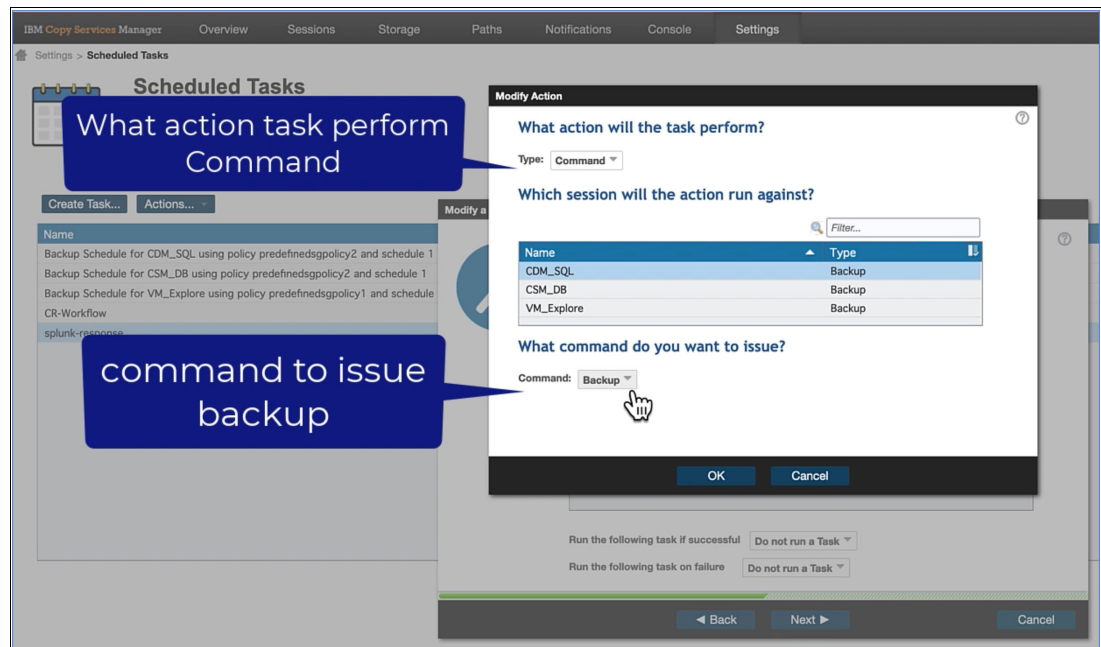 IBM Copy Services Manager Overview Sessions Storage Paths Notifications Console Settings
Settings > Scheduled Tasks
Scheduled Tasks
What action task perform
Command
Create Task... Actions...
Name
Backup Schedule for CDM_SQL using policy predefinedsgpolicy2 and schedule 1
Backup Schedule for CSM_DB using policy predefinedsgpolicy2 and schedule 1
Backup Schedule for VM_Explore using policy predefinedsgpolicy1 and schedule
CR-Workflow
splunk-response
command to issue
backup
Modify a
Modify Action
What action will the task perform?
Type: Command
Which session will the action run against?
Filter...
Name Type
CDM_SQL Backup
CSM_DB Backup
VM_Explore Backup
What command do you want to issue?
Command: Backup
OK Cancel
Run the following task if successful Do not run a Task
Run the following task on failure Do not run a Task
Back Next Cancel